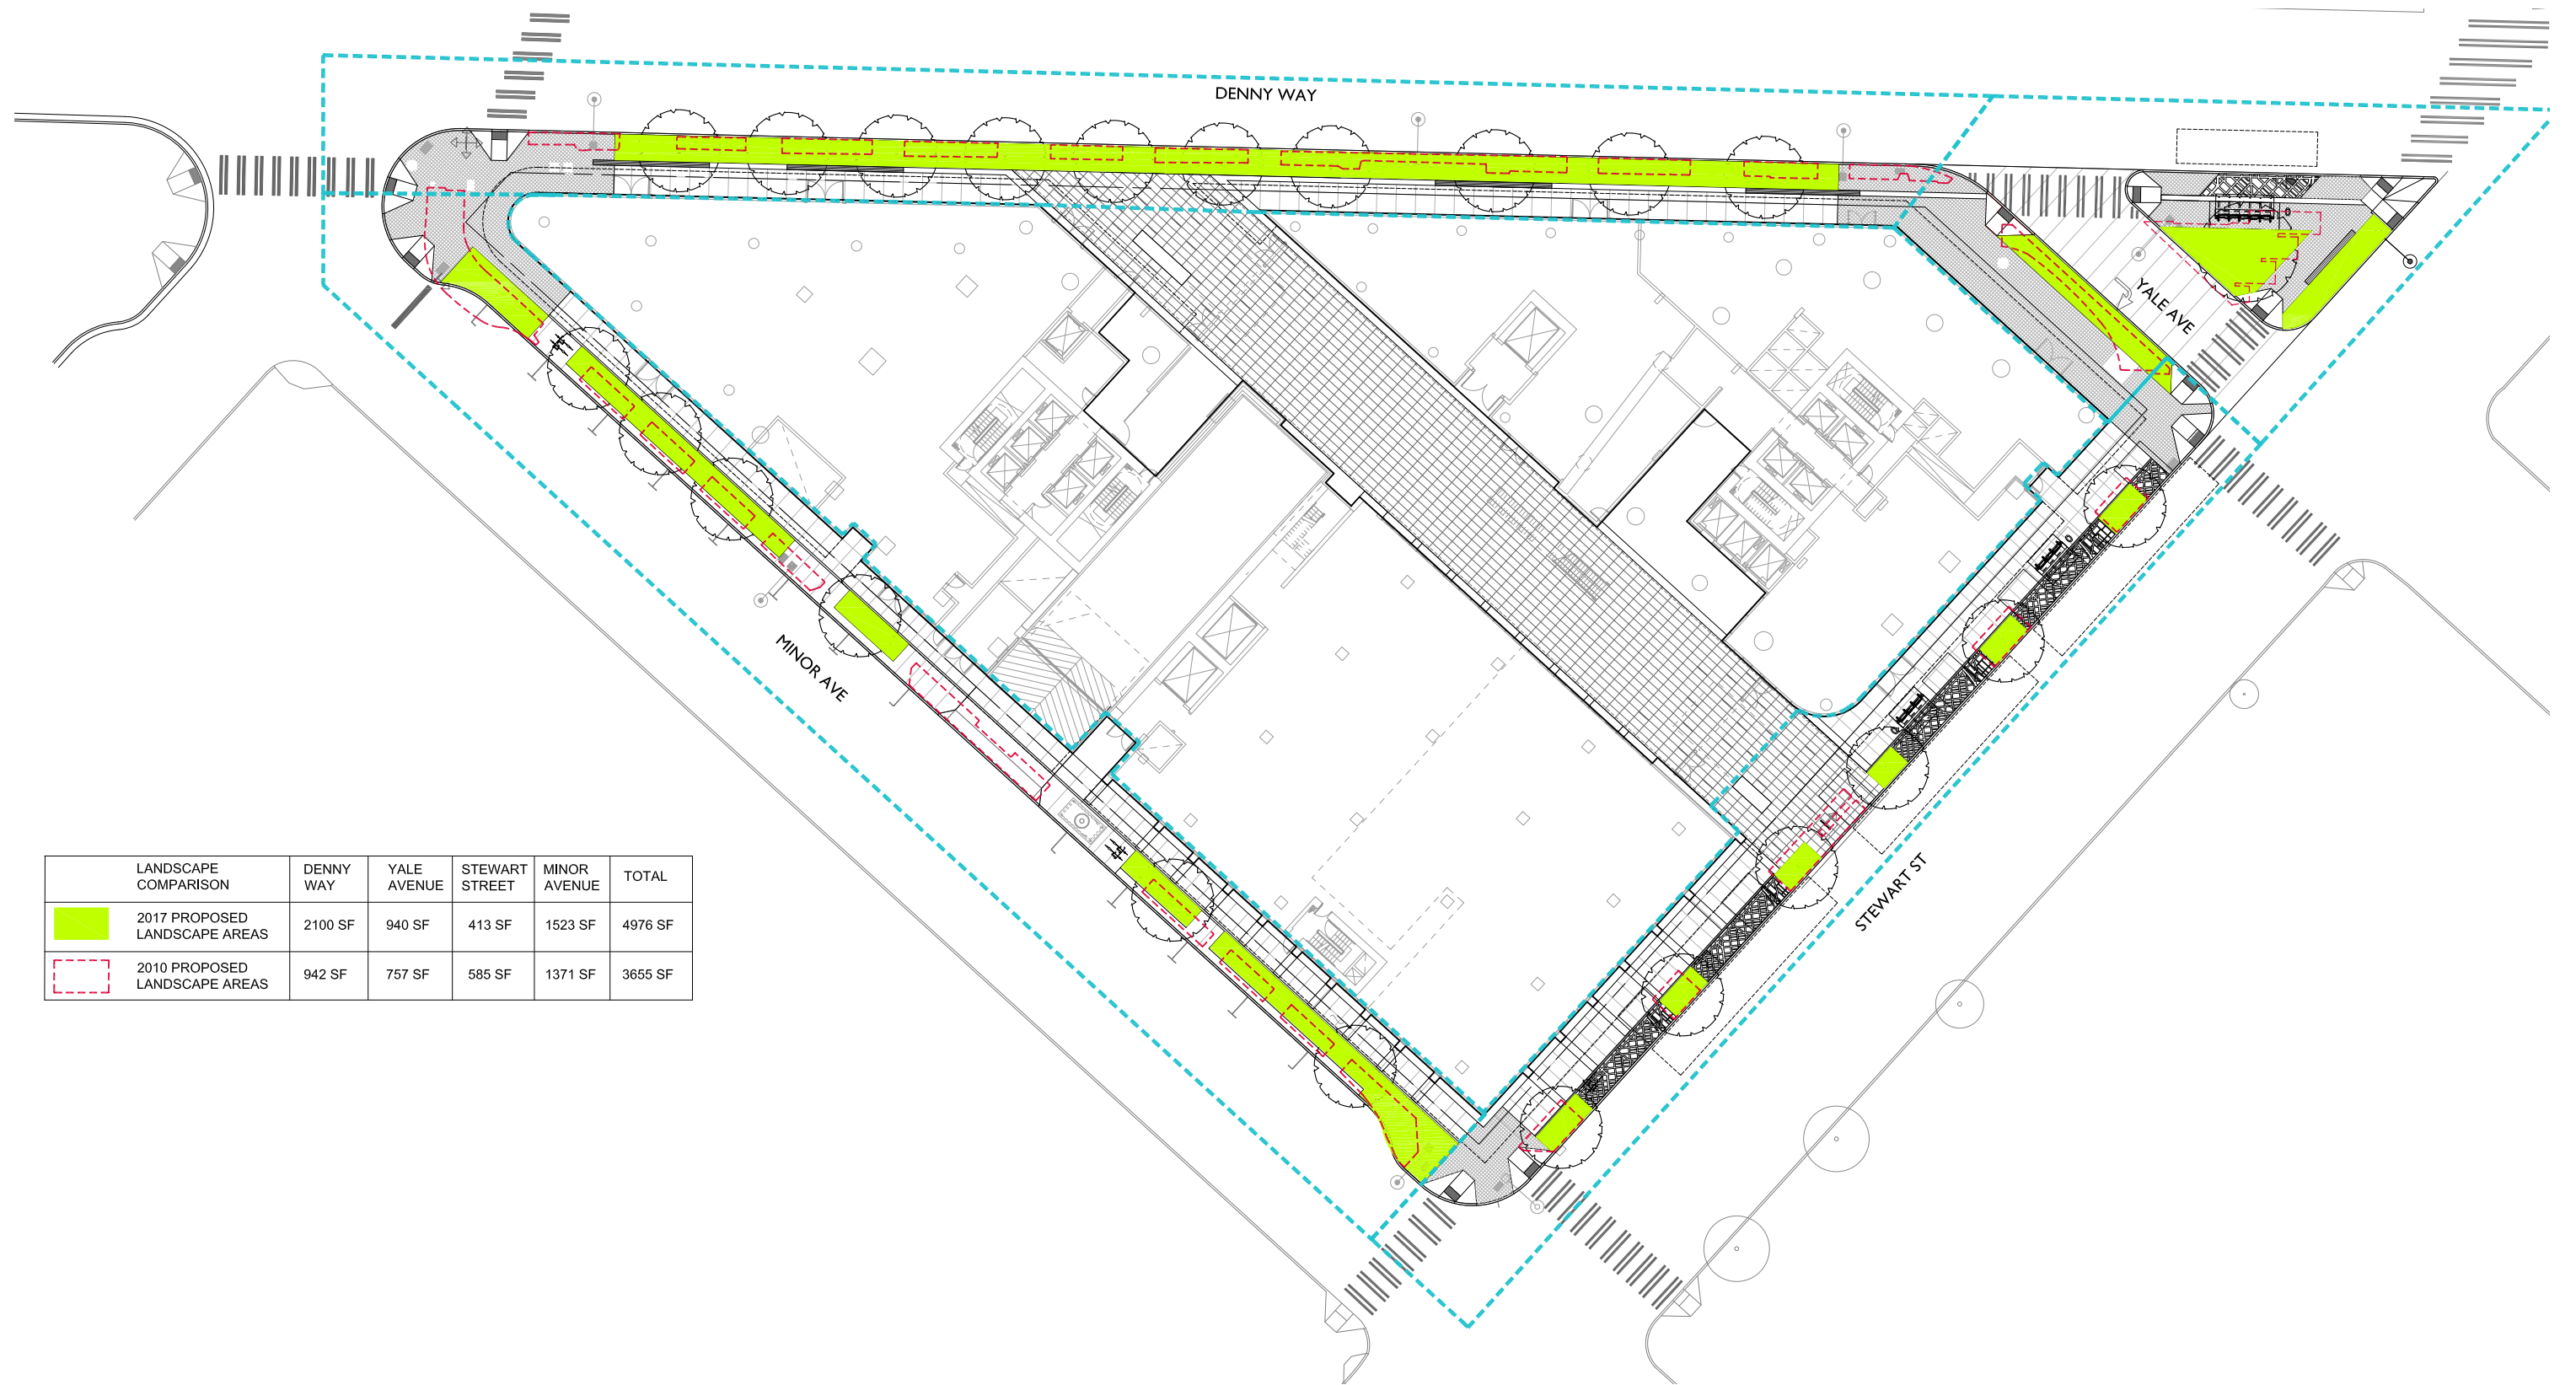 DENNY WAY
YALE AVE
MINOR AVE
STEWART ST
LANDSCAPE
COMPARISON
DENNY
WAY
YALE
AVENUE
STEWART
STREET
MINOR
AVENUE
TOTAL
2017 PROPOSED
LANDSCAPE AREAS
2100 SF
940 SF
413 SF
1523 SF
4976 SF
2010 PROPOSED
LANDSCAPE AREAS
942 SF
757 SF
585 SF
1371 SF
3655 SF